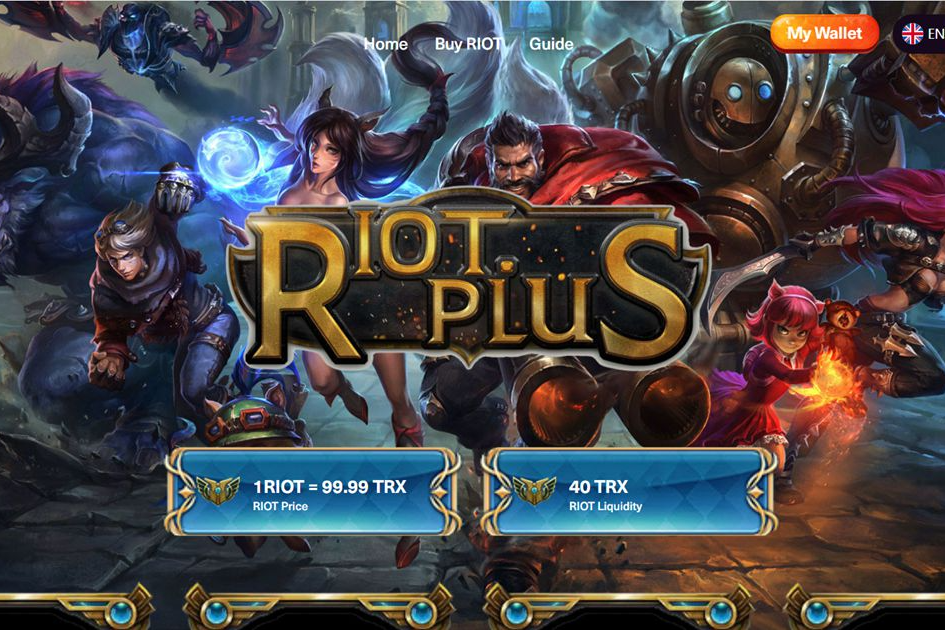 Home Buy RIOT Guide My Wallet EN
RIOT.
PLUS
1RIOT = 99.99 TRX
RIOT Price
40 TRX
RIOT Liquidity